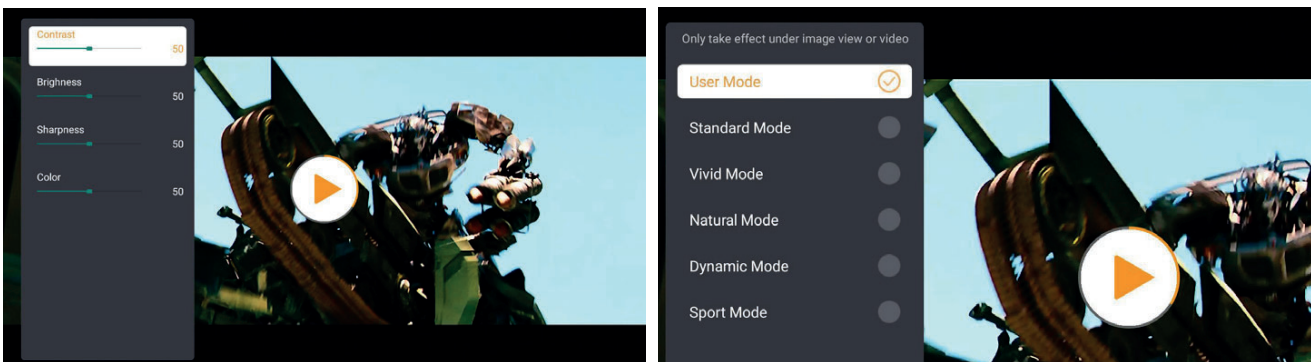 Contrast
50
Brighness
50
Sharpness
50
Color
50
Only take effect under image view or video
User Mode
Standard Mode
Vivid Mode
Natural Mode
Dynamic Mode
Sport Mode